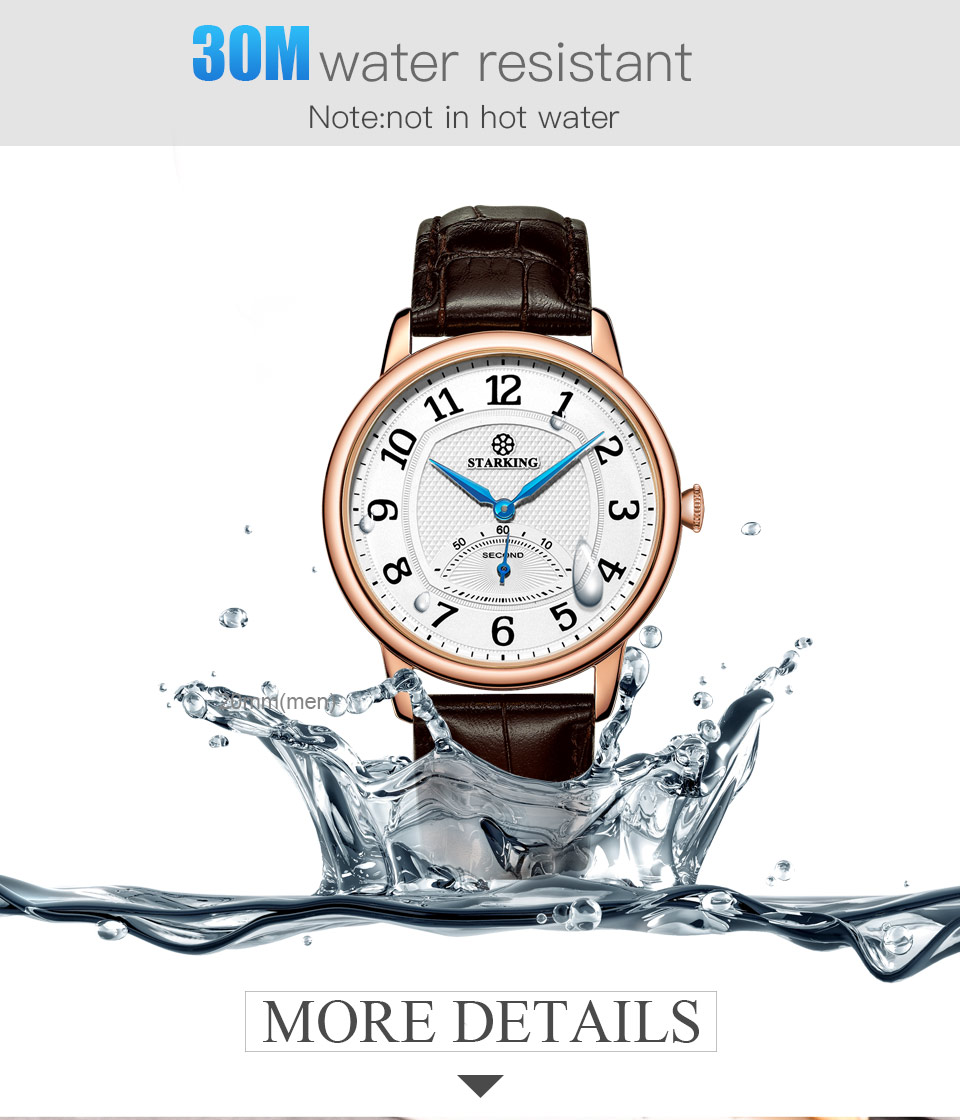 30M water resistant
Note:not in hot water
12
11 1
10 2
STARKING
9 3
60
50 10
SECOND
8 4
7 5
6
(men)
MORE DETAILS